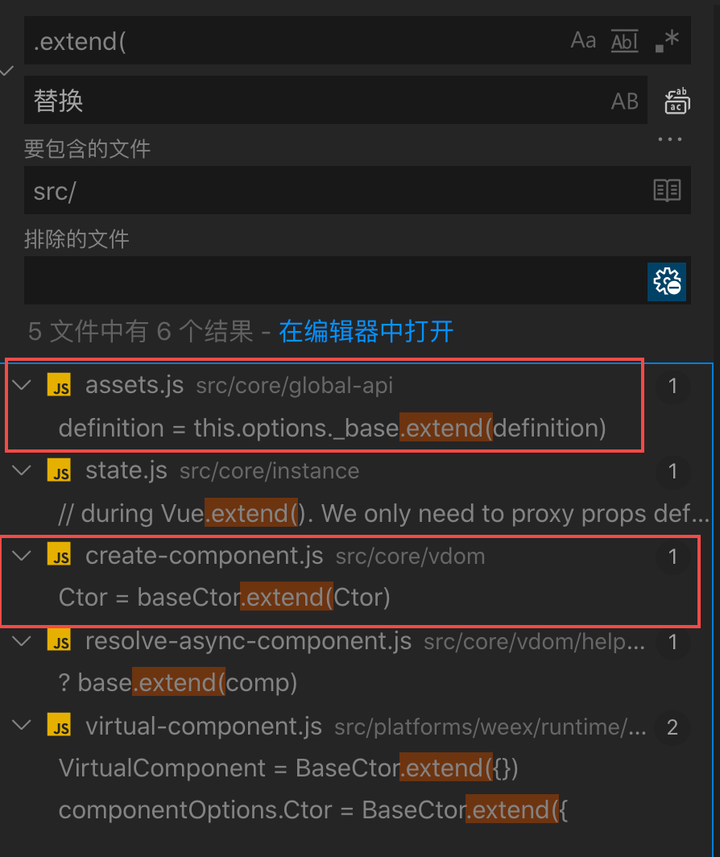 .extend(
Aa Abl .*
替换
AB
ab
ac
...
要包含的文件
src/
排除的文件
5 文件中有 6 个结果 - 在编辑器中打开
JS assets.js src/core/global-api 1
definition = this.options._base.extend(definition)
JS state.js src/core/instance 1
// during Vue.extend(). We only need to proxy props def...
JS create-component.js src/core/vdom 1
Ctor = baseCtor.extend(Ctor)
JS resolve-async-component.js src/core/vdom/help... 1
? base.extend(comp)
JS virtual-component.js src/platforms/weex/runtime/... 2
VirtualComponent = BaseCtor.extend({})
componentOptions.Ctor = BaseCtor.extend({